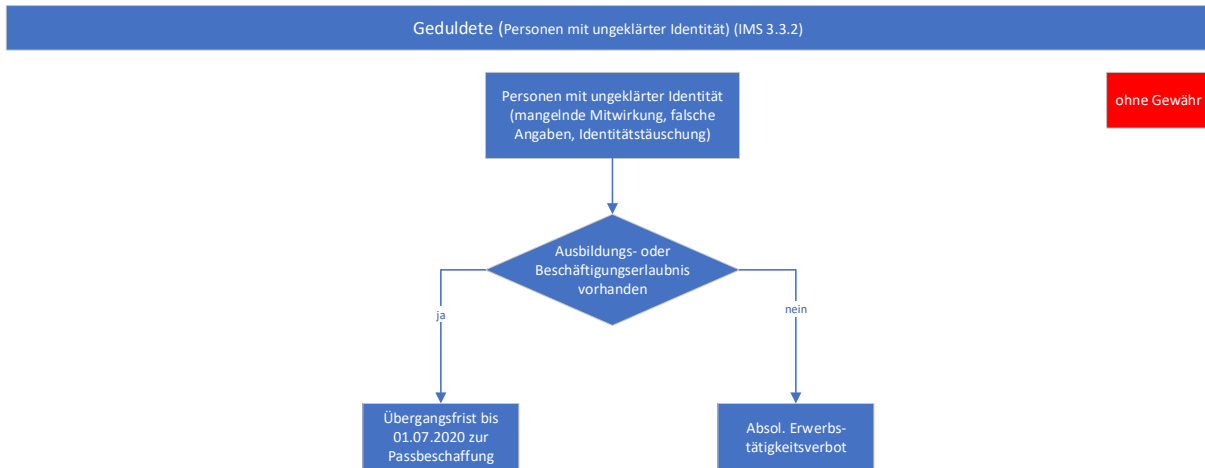 Geduldete (Personen mit ungeklärter Identität) (IMS 3.3.2)
Personen mit ungeklärter Identität
(mangelnde Mitwirkung, falsche
Angaben, Identitätstäuschung)
ohne Gewähr
Ausbildungs- oder
Beschäftigungserlaubnis
vorhanden
ja
nein
Übergangsfrist bis
01.07.2020 zur
Passbeschaffung
Absol. Erwerbs-
tätigkeitsverbot